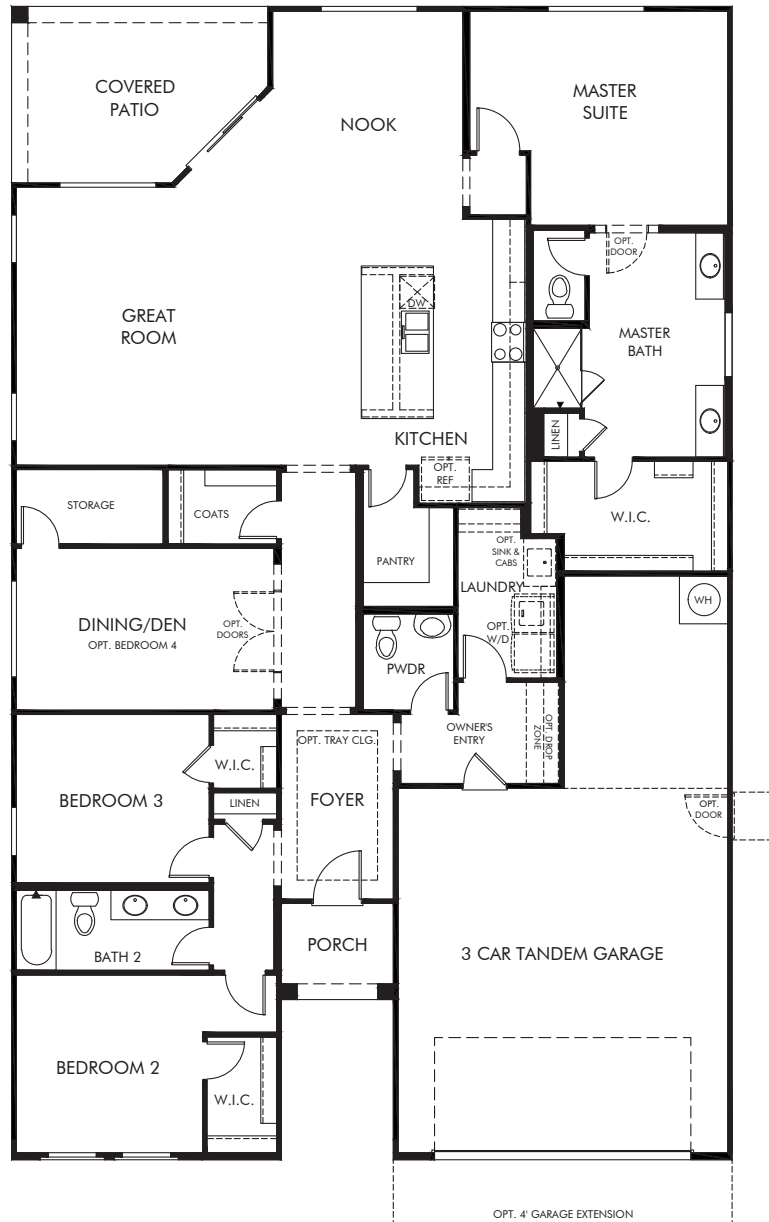 COVERED
PATIO
NOOK
MASTER
SUITE
OPT.
DOOR
GREAT
ROOM
DW
MASTER
BATH
KITCHEN
LINEN
OPT.
REF
STORAGE
COATS
W.I.C.
PANTRY
OPT.
SINK &
CABS
LAUNDRY
WH
DINING/DEN
OPT. BEDROOM 4
OPT.
DOORS
OPT.
W/D
PWDR
OWNER'S
ENTRY
OPT. DROP
ZONE
OPT. TRAY CLG.
W.I.C.
BEDROOM 3
LINEN
FOYER
OPT.
DOOR
BATH 2
PORCH
3 CAR TANDEM GARAGE
BEDROOM 2
W.I.C.
OPT. 4' GARAGE EXTENSION